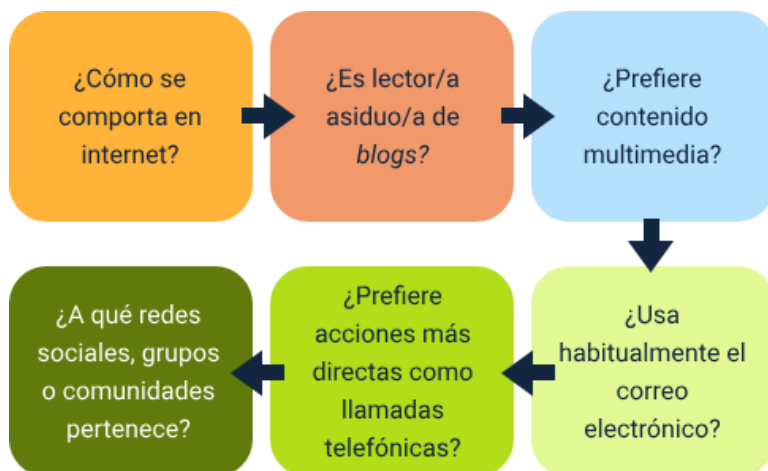 ¿Cómo se
comporta en
internet?
¿Es lector/a
asiduo/a de
blogs?
¿Prefiere
contenido
multimedia?
¿Usa
habitualmente el
correo
electrónico?
¿Prefiere
acciones más
directas como
llamadas
telefónicas?
¿A qué redes
sociales, grupos
o comunidades
pertenece?